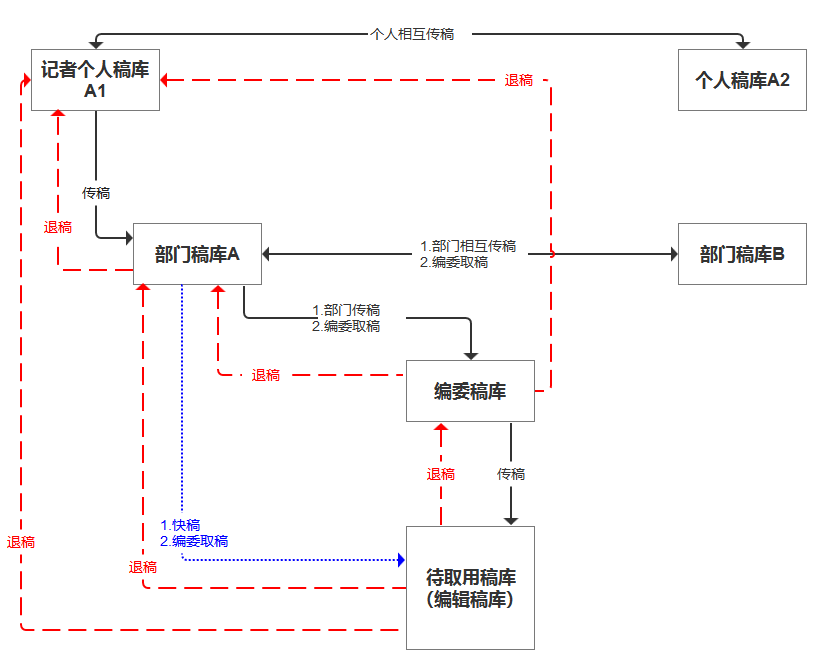 个人相互传稿
记者个人稿库
A1
退稿
个人稿库A2
传稿
退稿
部门稿库A
1.部门相互传稿
2.编委取稿
部门稿库B
1.部门传稿
2.编委取稿
退稿
编委稿库
退稿
传稿
1.快稿
2.编委取稿
退稿
退稿
待取用稿库
（编辑稿库）